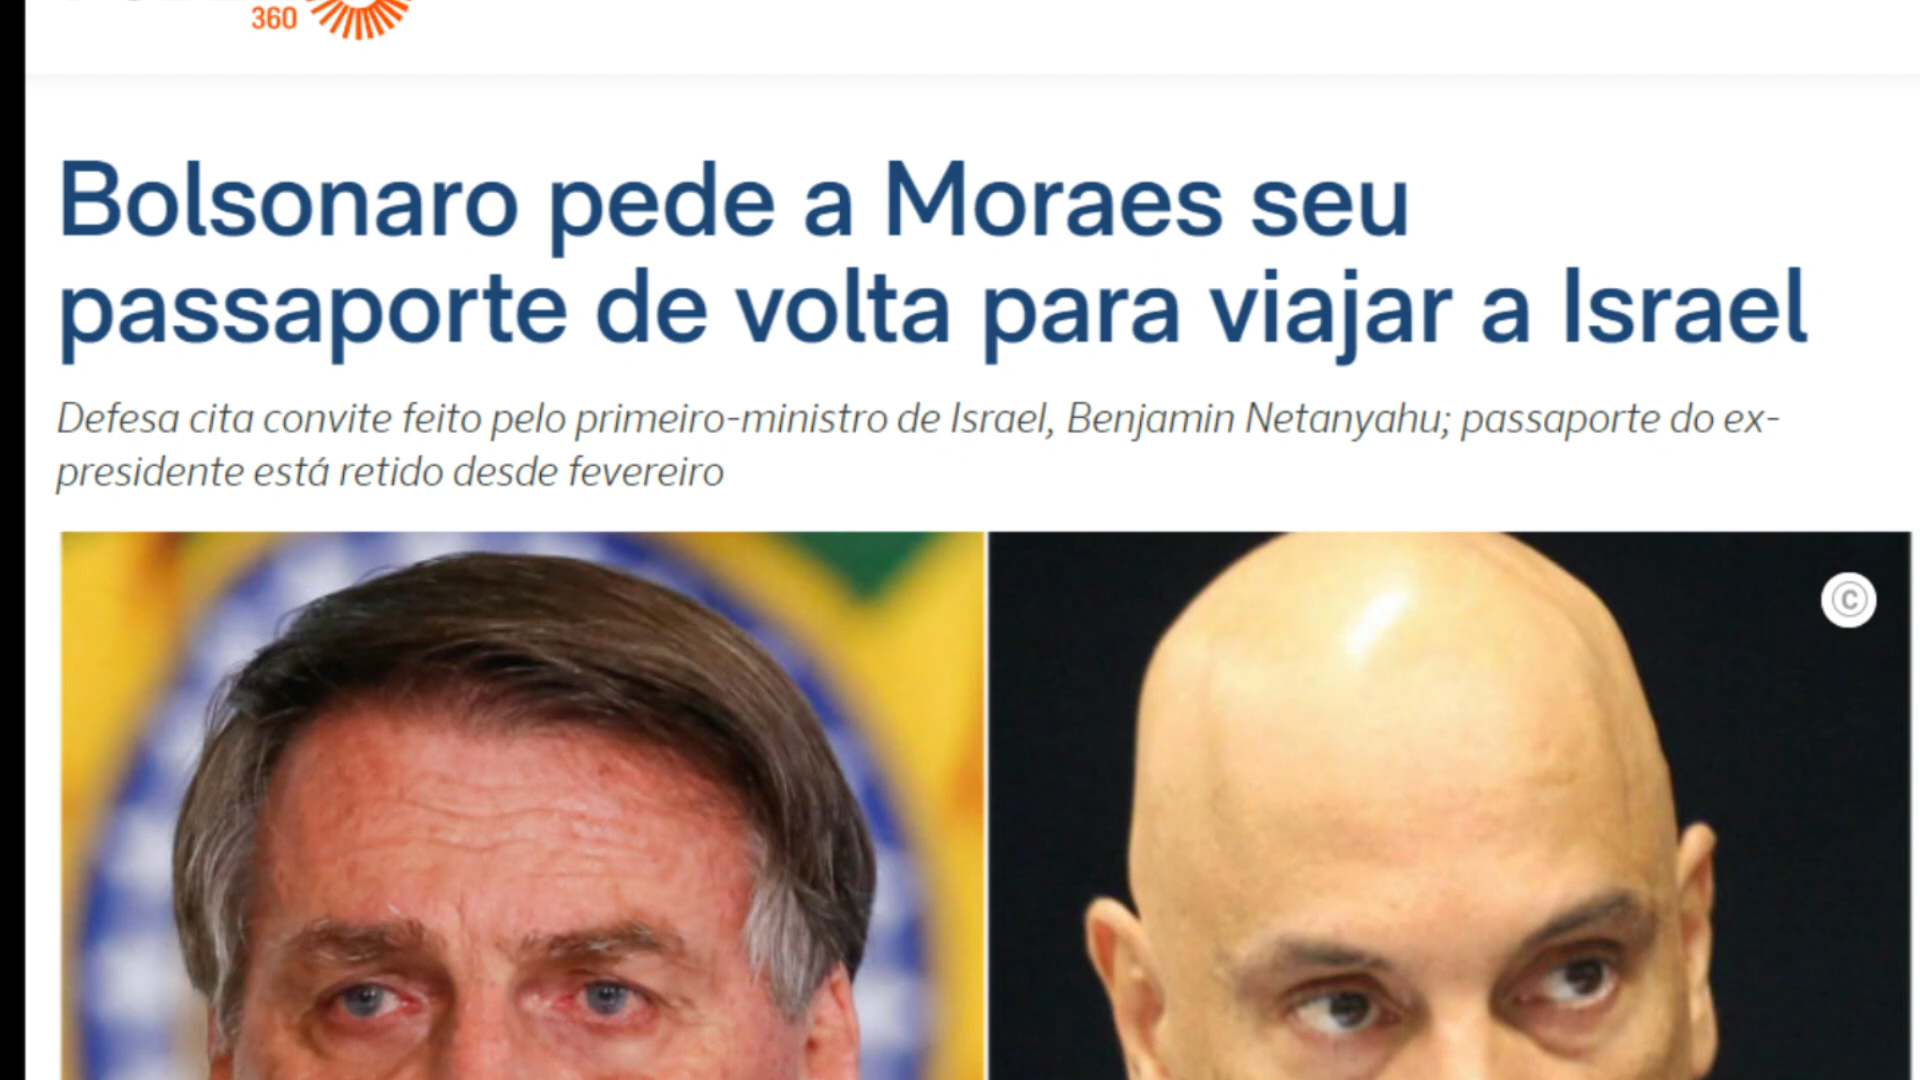 360
Bolsonaro pede a Moraes seu
passaporte de volta para viajar a Israel
Defesa cita convite feito pelo primeiro-ministro de Israel, Benjamin Netanyahu; passaporte do ex-
presidente está retido desde fevereiro
©